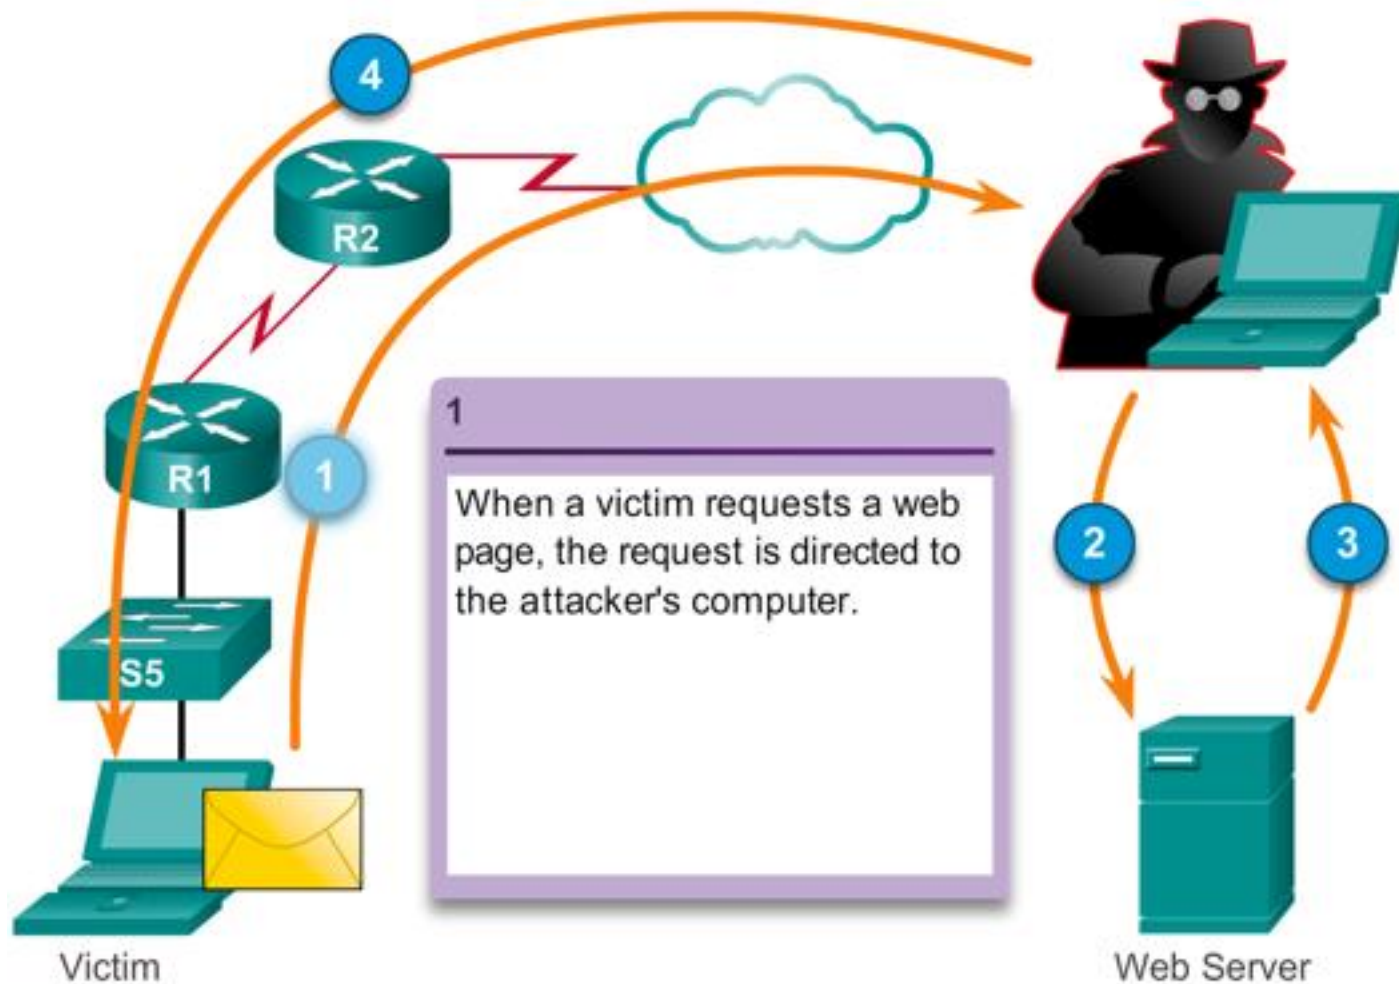 4
R2
R1
1
1
When a victim requests a web
page, the request is directed to
the attacker's computer.
2
3
S5
Victim
Web Server